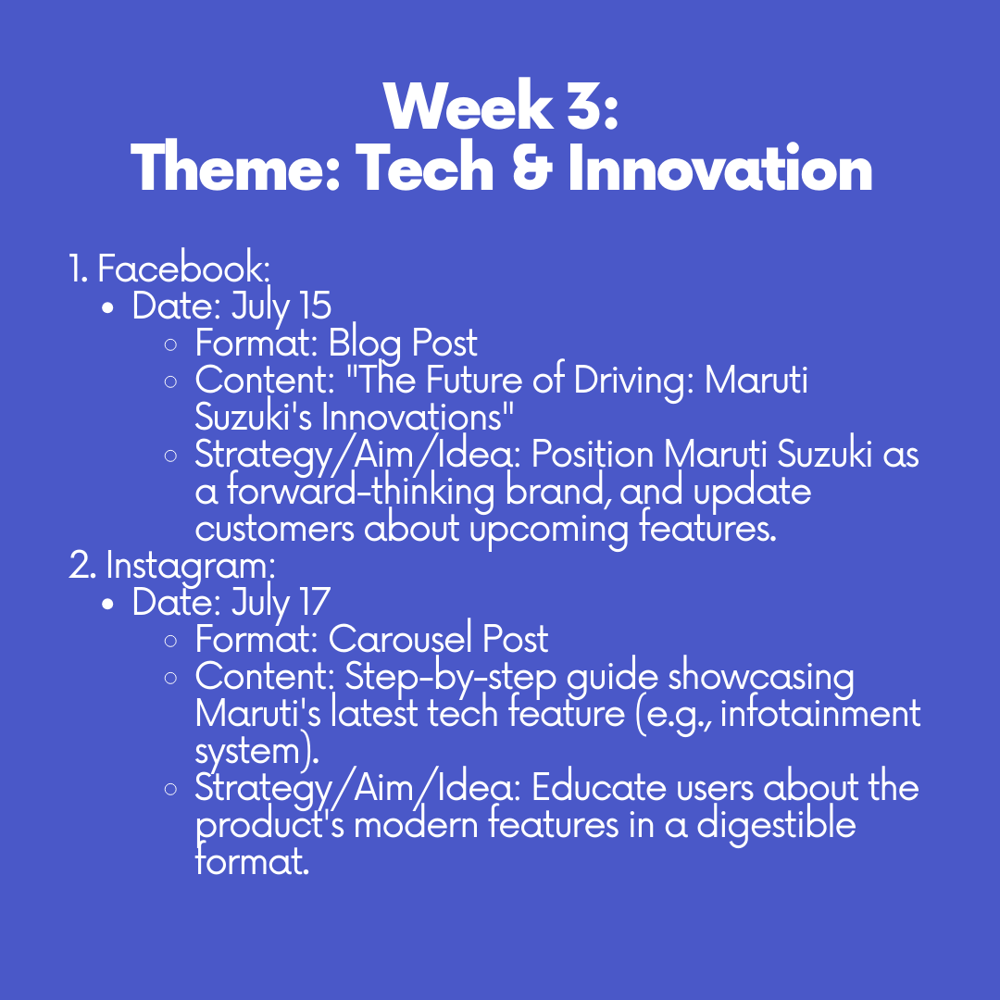 Week 3:
Theme: Tech & Innovation
1. Facebook:
• Date: July 15
◦ Format: Blog Post
◦ Content: "The Future of Driving: Maruti
Suzuki's Innovations"
◦ Strategy/Aim/Idea: Position Maruti Suzuki as
a forward-thinking brand, and update
customers about upcoming features.
2. Instagram:
• Date: July 17
◦ Format: Carousel Post
◦ Content: Step-by-step guide showcasing
Maruti's latest tech feature (e.g., infotainment
system).
◦ Strategy/Aim/Idea: Educate users about the
product's modern features in a digestible
format.